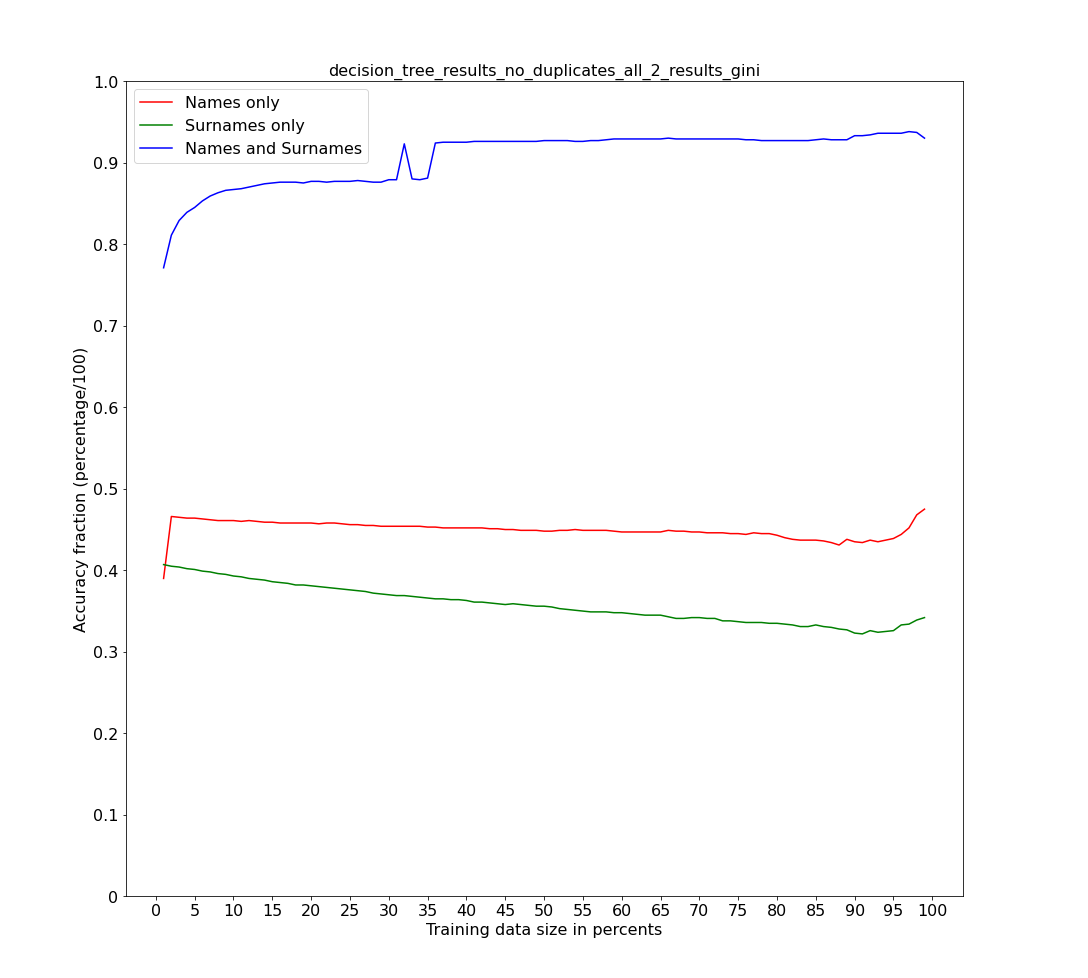 decision_tree_results_no_duplicates_all_2_results_gini
Names only
Surnames only
Names and Surnames
Accuracy fraction (percentage/100)
1.0
0.9
0.8
0.7
0.6
0.5
0.4
0.3
0.2
0.1
0
0 5 10 15 20 25 30 35 40 45 50 55 60 65 70 75 80 85 90 95 100
Training data size in percents